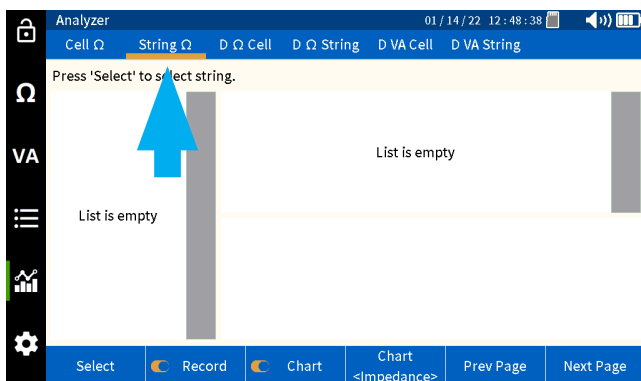 Analyzer 01/14/22 12:48:38
Cell Ω String Ω D Ω Cell D Ω String D VA Cell D VA String
Press 'Select' to select string.
Ω
VA
List is empty
List is empty
Select Record Chart Chart Prev Page Next Page
<Impedance>